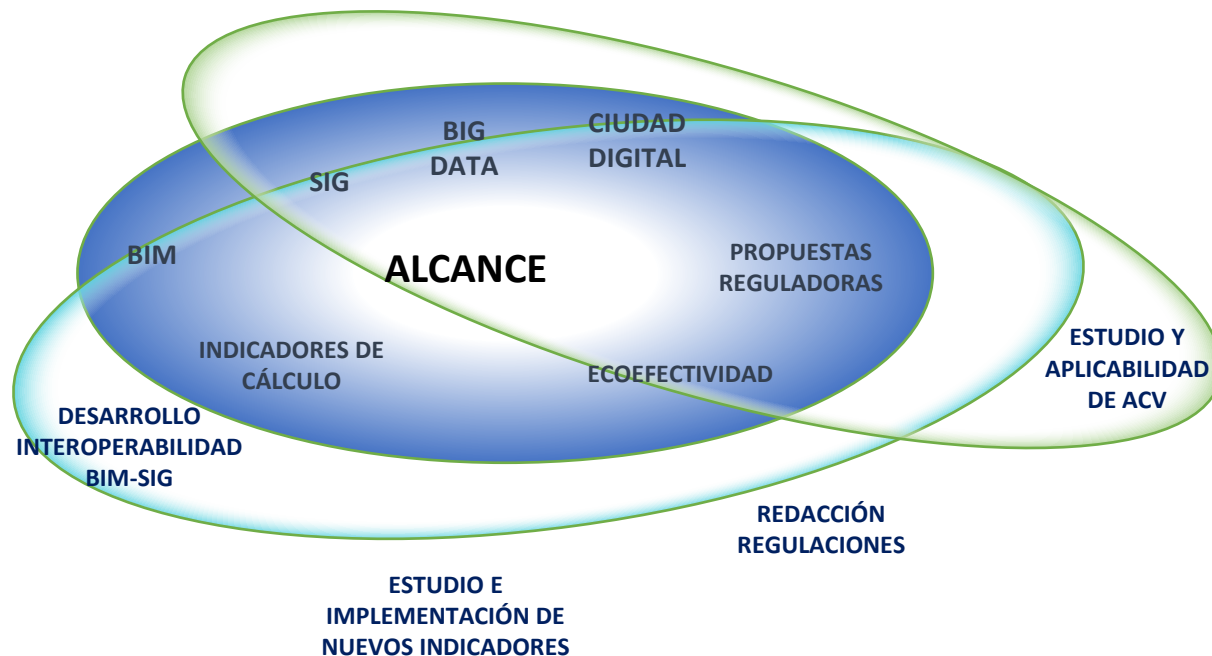 BIG
DATA
CIUDAD
DIGITAL
SIG
BIM
ALCANCE
PROPUESTAS
REGULADORAS
INDICADORES DE
CÁLCULO
ECOEFECTIVIDAD
ESTUDIO Y
APLICABILIDAD
DE ACV
DESARROLLO
INTEROPERABILIDAD
BIM-SIG
REDACCIÓN
REGULACIONES
ESTUDIO E
IMPLEMENTACIÓN DE
NUEVOS INDICADORES